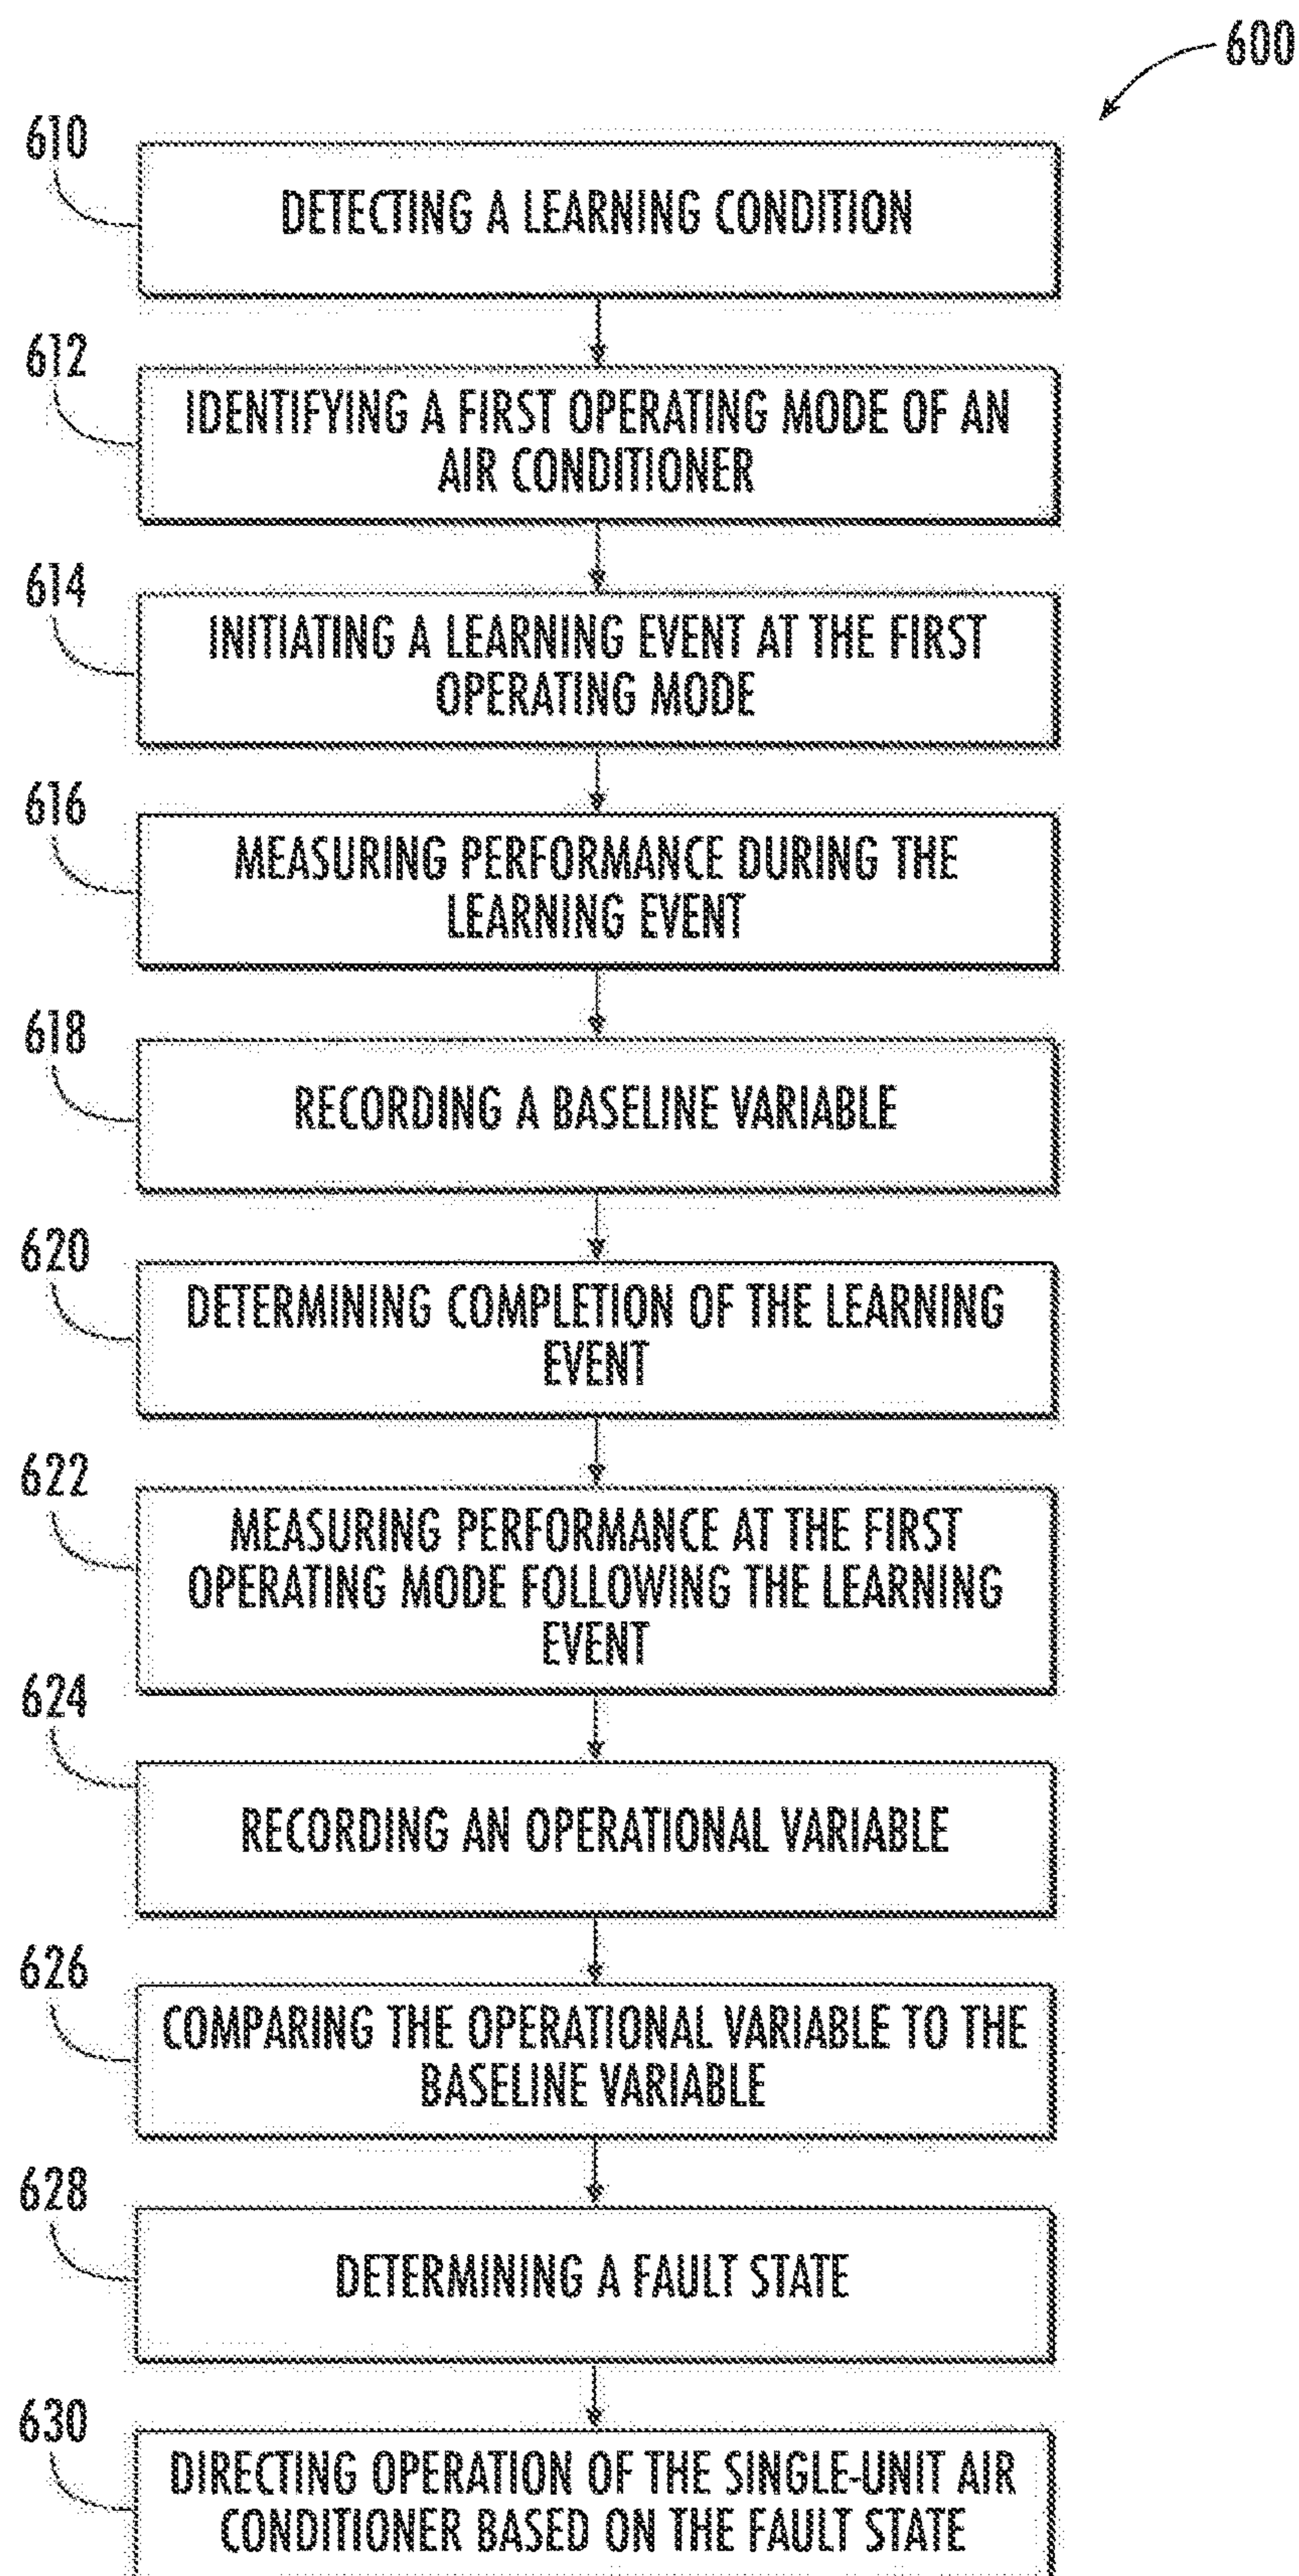 600
610
DETECTING A LEARNING CONDITION
612
IDENTIFYING A FIRST OPERATING MODE OF AN
AIR CONDITIONER
614
INITIATING A LEARNING EVENT AT THE FIRST
OPERATING MODE
616
MEASURING PERFORMANCE DURING THE
LEARNING EVENT
618
RECORDING A BASELINE VARIABLE
620
DETERMINING COMPLETION OF THE LEARNING
EVENT
622
MEASURING PERFORMANCE AT THE FIRST
OPERATING MODE FOLLOWING THE LEARNING
EVENT
624
RECORDING AN OPERATIONAL VARIABLE
626
COMPARING THE OPERATIONAL VARIABLE TO THE
BASELINE VARIABLE
628
DETERMINING A FAULT STATE
630
DIRECTING OPERATION OF THE SINGLE-UNIT AIR
CONDITIONER BASED ON THE FAULT STATE